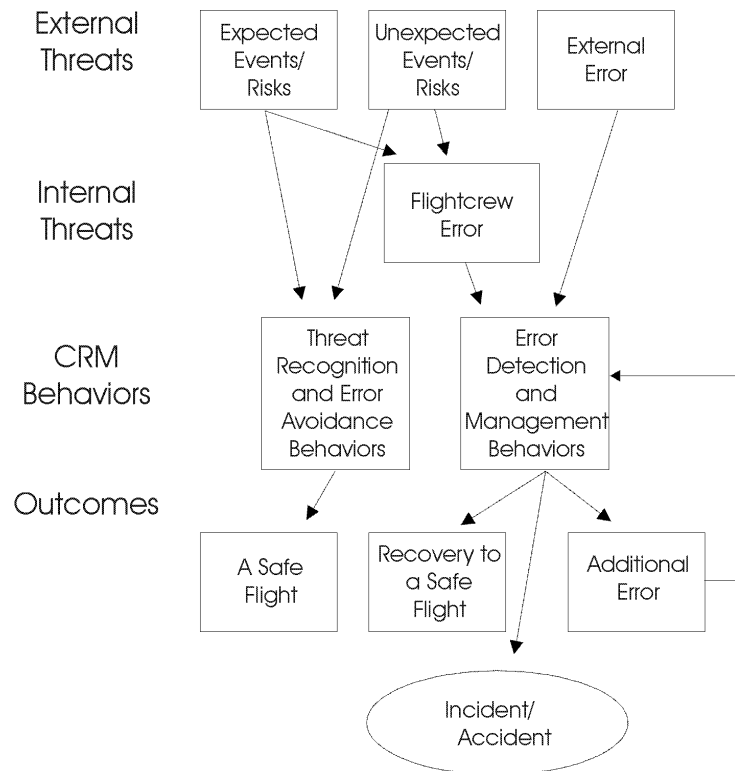 External
Threats
Expected
Events/
Risks
Unexpected
Events/
Risks
External
Error
Internal
Threats
Flightcrew
Error
CRM
Behaviors
Threat
Recognition
and Error
Avoidance
Behaviors
Error
Detection
and
Management
Behaviors
Outcomes
A Safe
Flight
Recovery to
a Safe
Flight
Additional
Error
Incident/
Accident